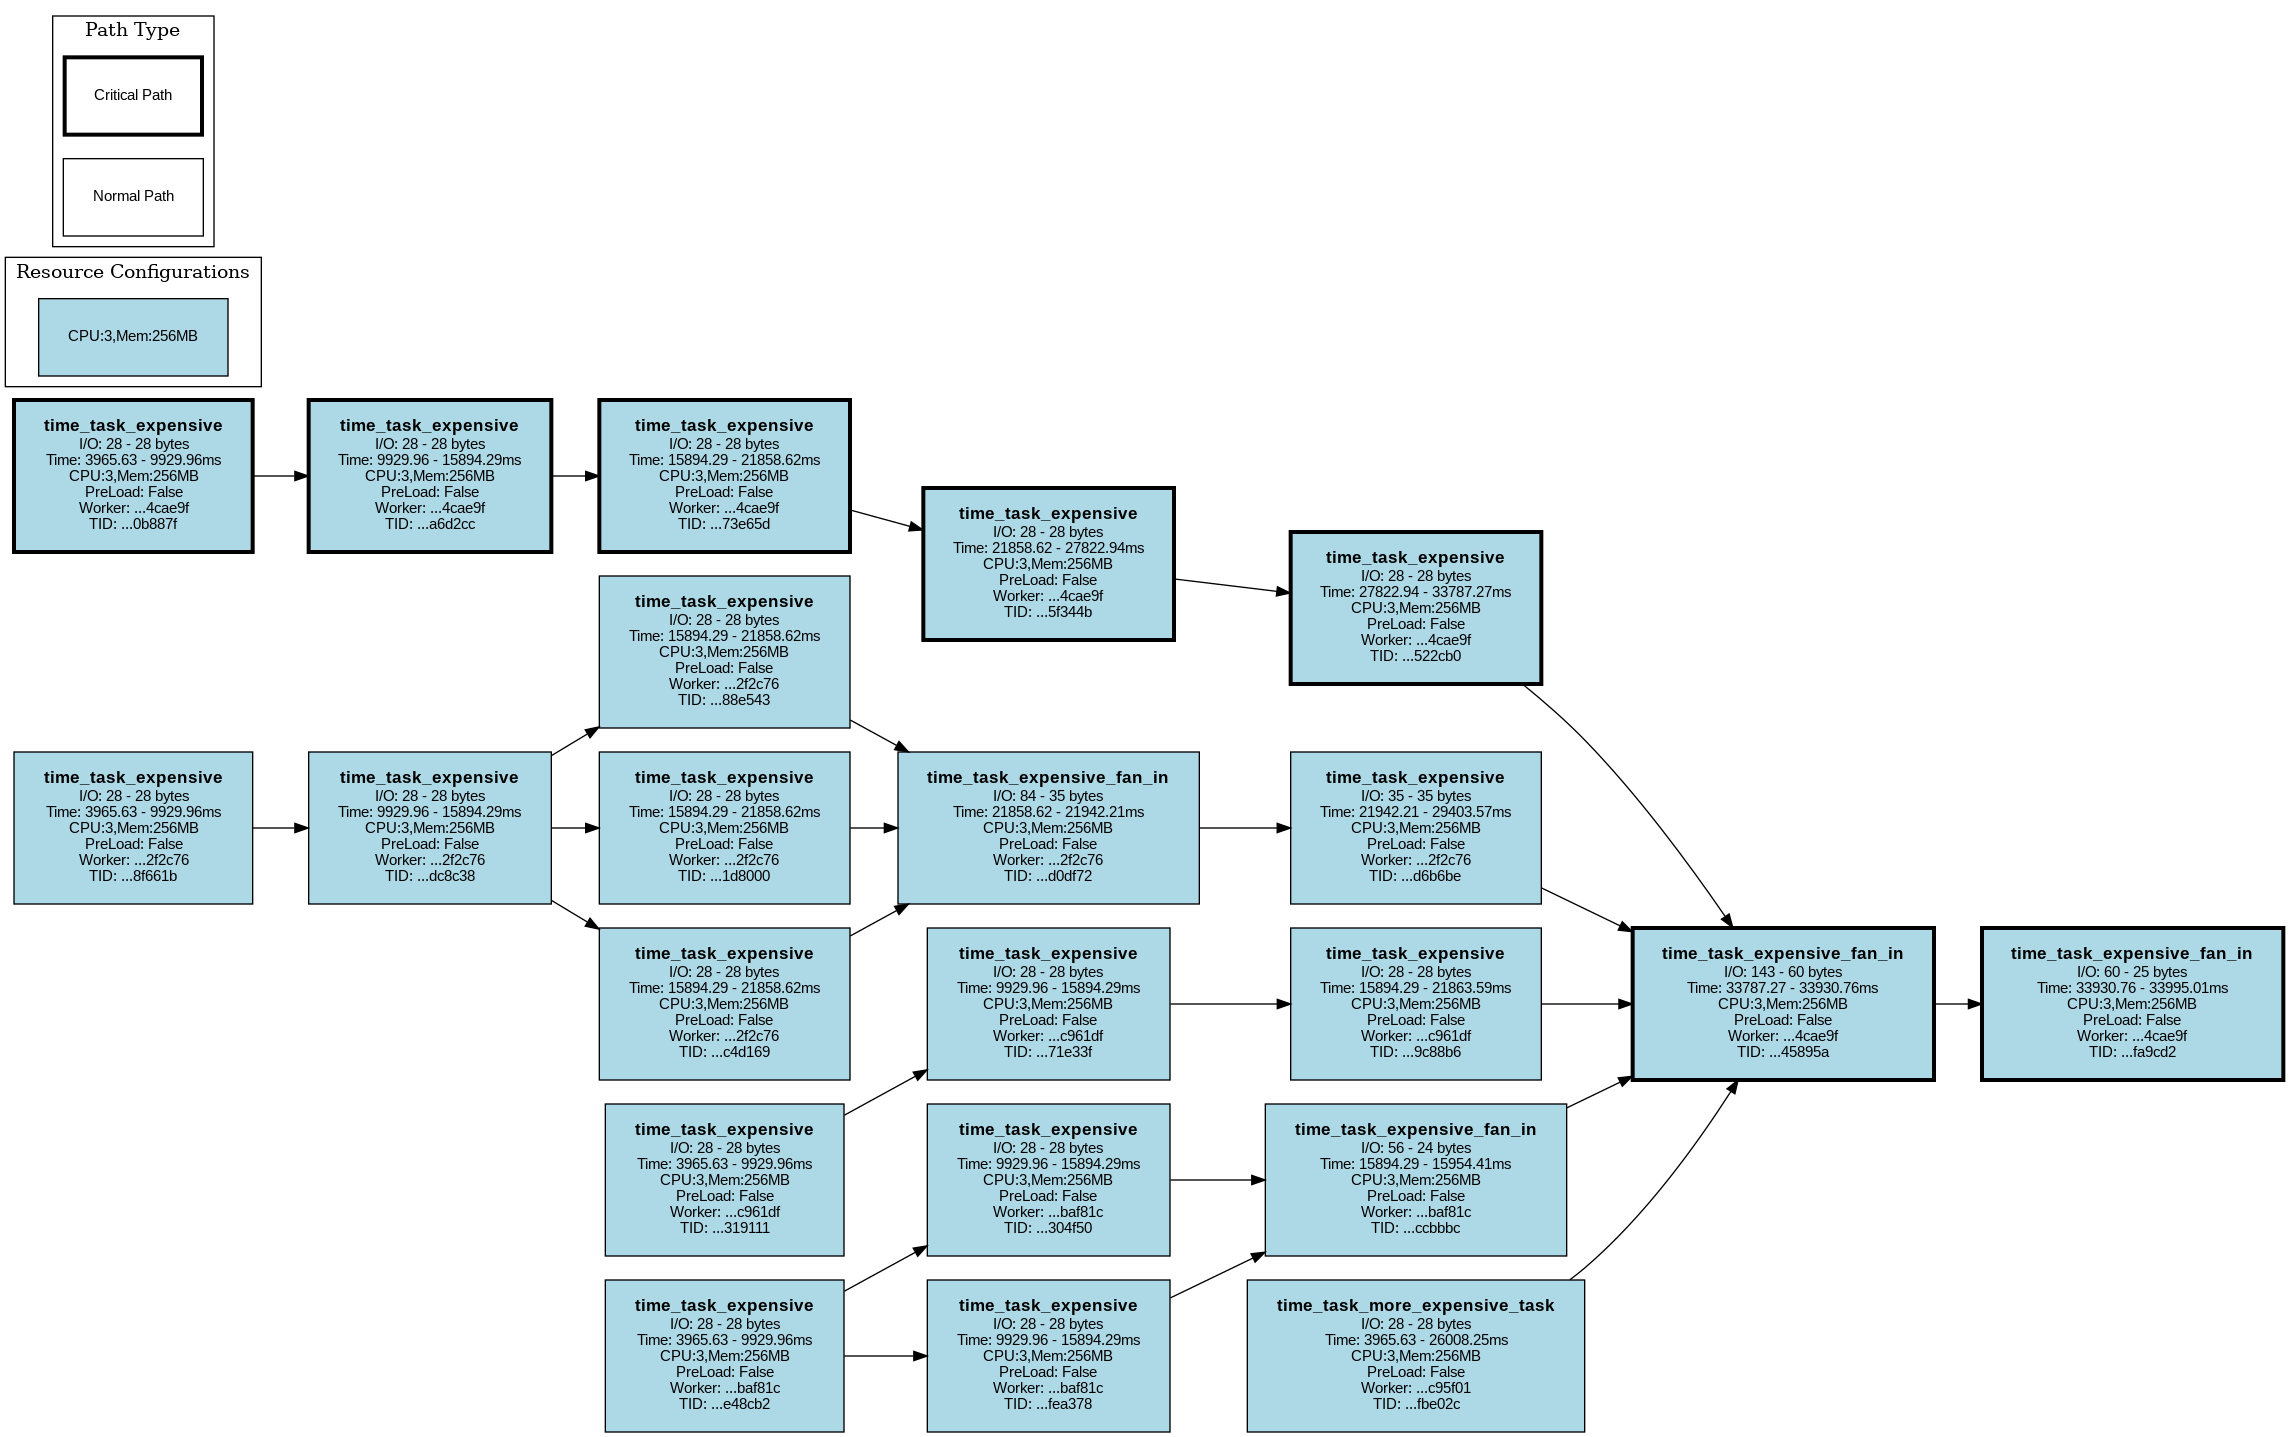 Path Type
Critical Path
Normal Path
Resource Configurations
CPU:3,Mem:256MB
time_task_expensive
I/O: 28 - 28 bytes
Time: 3965.63 - 9929.96ms
CPU:3,Mem:256MB
PreLoad: False
Worker: ...4cae9f
TID: ...0b887f
time_task_expensive
I/O: 28 - 28 bytes
Time: 9929.96 - 15894.29ms
CPU:3,Mem:256MB
PreLoad: False
Worker: ...4cae9f
TID: ...a6d2cc
time_task_expensive
I/O: 28 - 28 bytes
Time: 15894.29 - 21858.62ms
CPU:3,Mem:256MB
PreLoad: False
Worker: ...4cae9f
TID: ...73e65d
time_task_expensive
I/O: 28 - 28 bytes
Time: 21858.62 - 27822.94ms
CPU:3,Mem:256MB
PreLoad: False
Worker: ...4cae9f
TID: ...5f344b
time_task_expensive
I/O: 28 - 28 bytes
Time: 27822.94 - 33787.27ms
CPU:3,Mem:256MB
PreLoad: False
Worker: ...4cae9f
TID: ...522cb0
time_task_expensive
I/O: 28 - 28 bytes
Time: 15894.29 - 21858.62ms
CPU:3,Mem:256MB
PreLoad: False
Worker: ...2f2c76
TID: ...88e543
time_task_expensive
I/O: 28 - 28 bytes
Time: 3965.63 - 9929.96ms
CPU:3,Mem:256MB
PreLoad: False
Worker: ...2f2c76
TID: ...8f661b
time_task_expensive
I/O: 28 - 28 bytes
Time: 9929.96 - 15894.29ms
CPU:3,Mem:256MB
PreLoad: False
Worker: ...2f2c76
TID: ...dc8c38
time_task_expensive
I/O: 28 - 28 bytes
Time: 15894.29 - 21858.62ms
CPU:3,Mem:256MB
PreLoad: False
Worker: ...2f2c76
TID: ...1d8000
time_task_expensive_fan_in
I/O: 84 - 35 bytes
Time: 21858.62 - 21942.21ms
CPU:3,Mem:256MB
PreLoad: False
Worker: ...2f2c76
TID: ...d0df72
time_task_expensive
I/O: 35 - 35 bytes
Time: 21942.21 - 29403.57ms
CPU:3,Mem:256MB
PreLoad: False
Worker: ...2f2c76
TID: ...d6b6be
time_task_expensive
I/O: 28 - 28 bytes
Time: 15894.29 - 21858.62ms
CPU:3,Mem:256MB
PreLoad: False
Worker: ...2f2c76
TID: ...c4d169
time_task_expensive
I/O: 28 - 28 bytes
Time: 9929.96 - 15894.29ms
CPU:3,Mem:256MB
PreLoad: False
Worker: ...c961df
TID: ...71e33f
time_task_expensive
I/O: 28 - 28 bytes
Time: 15894.29 - 21863.59ms
CPU:3,Mem:256MB
PreLoad: False
Worker: ...c961df
TID: ...9c88b6
time_task_expensive_fan_in
I/O: 143 - 60 bytes
Time: 33787.27 - 33930.76ms
CPU:3,Mem:256MB
PreLoad: False
Worker: ...4cae9f
TID: ...45895a
time_task_expensive_fan_in
I/O: 60 - 25 bytes
Time: 33930.76 - 33995.01ms
CPU:3,Mem:256MB
PreLoad: False
Worker: ...4cae9f
TID: ...fa9cd2
time_task_expensive
I/O: 28 - 28 bytes
Time: 3965.63 - 9929.96ms
CPU:3,Mem:256MB
PreLoad: False
Worker: ...c961df
TID: ...319111
time_task_expensive
I/O: 28 - 28 bytes
Time: 9929.96 - 15894.29ms
CPU:3,Mem:256MB
PreLoad: False
Worker: ...baf81c
TID: ...304f50
time_task_expensive_fan_in
I/O: 56 - 24 bytes
Time: 15894.29 - 15954.41ms
CPU:3,Mem:256MB
PreLoad: False
Worker: ...baf81c
TID: ...ccbbbc
time_task_expensive
I/O: 28 - 28 bytes
Time: 3965.63 - 9929.96ms
CPU:3,Mem:256MB
PreLoad: False
Worker: ...baf81c
TID: ...e48cb2
time_task_expensive
I/O: 28 - 28 bytes
Time: 9929.96 - 15894.29ms
CPU:3,Mem:256MB
PreLoad: False
Worker: ...baf81c
TID: ...fea378
time_task_more_expensive_task
I/O: 28 - 28 bytes
Time: 3965.63 - 26008.25ms
CPU:3,Mem:256MB
PreLoad: False
Worker: ...c95f01
TID: ...fbe02c